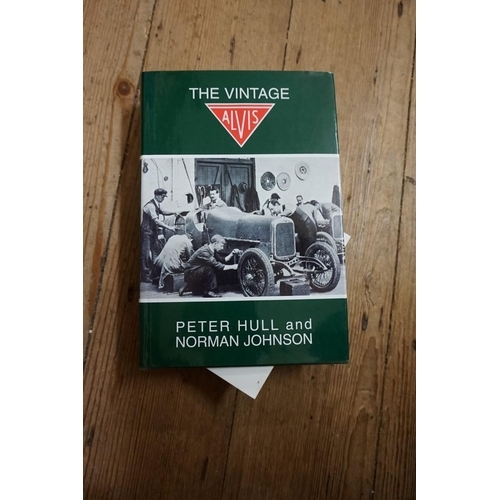 THE VINTAGE
ALVIS
PETER HULL and
NORMAN JOHNSON